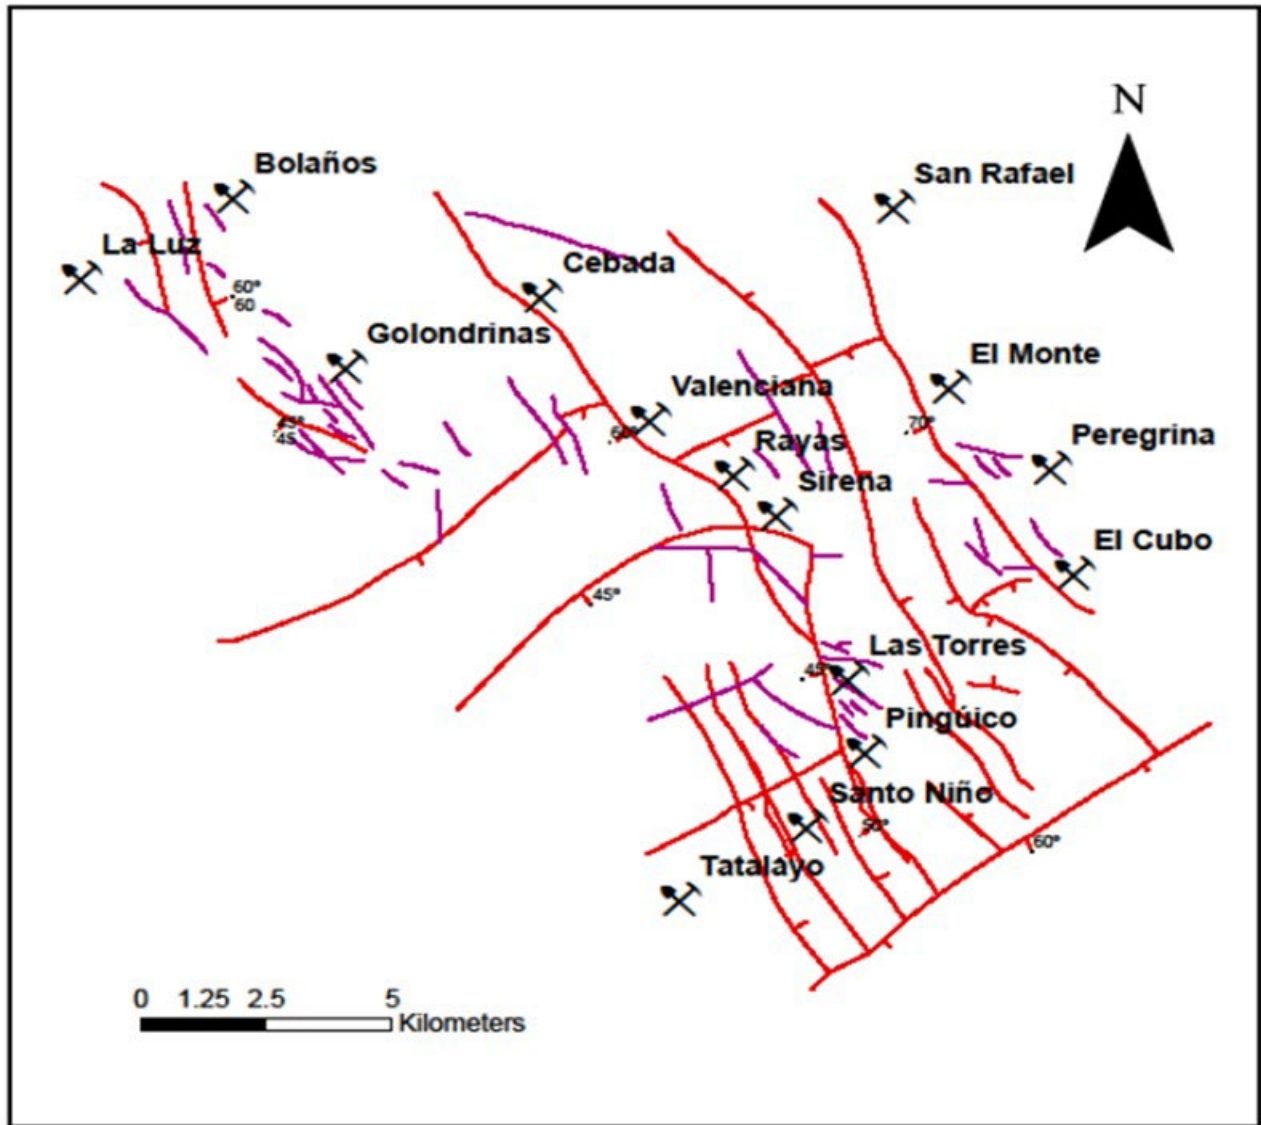 N
Bolaños
San Rafael
La Luz
Cebada
60°
60
Golondrinas
El Monte
Valenciana
70°
45°
45
60°
Rayas
Peregrina
Sirena
El Cubo
45°
Las Torres
45
Pingúico
Santo Niño
50°
60°
Tatalayo
0 1.25 2.5 5
Kilometers